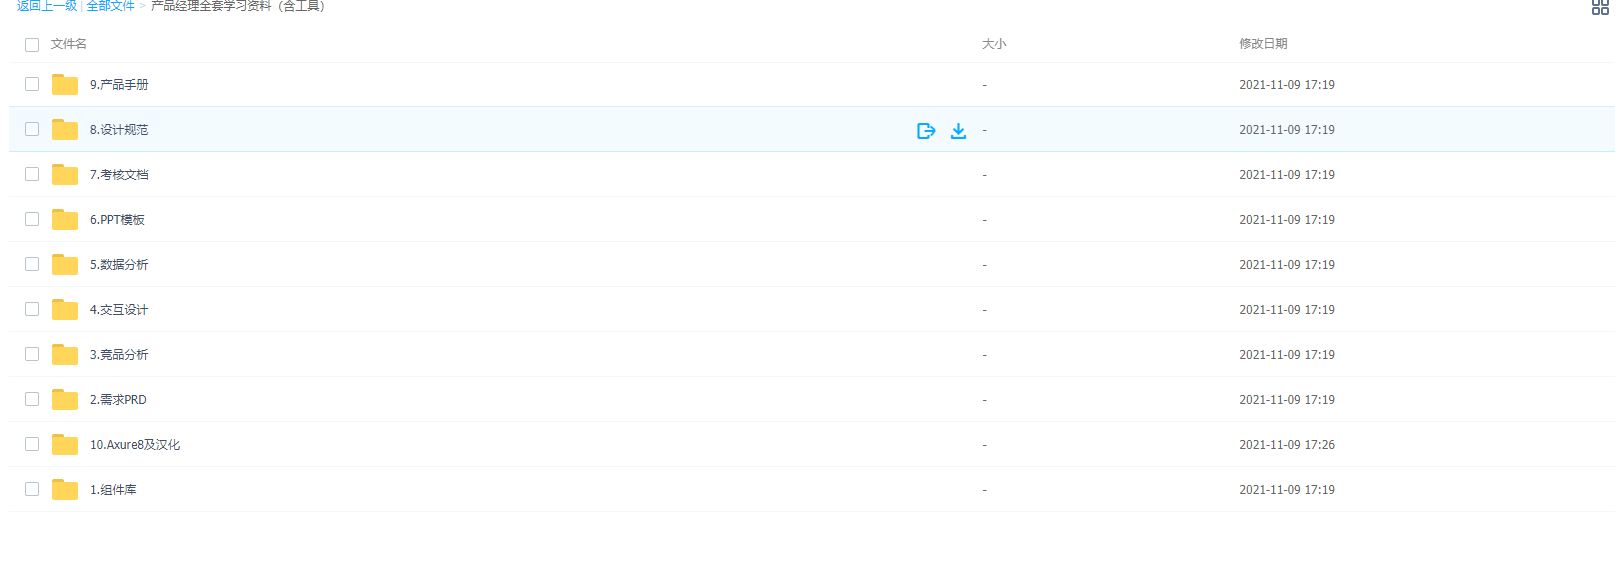 返回上一级 | 全部文件 > 产品经理全套学习资料（含工具）
文件名 大小 修改日期
9.产品手册 - 2021-11-09 17:19
8.设计规范 - 2021-11-09 17:19
7.考核文档 - 2021-11-09 17:19
6.PPT模板 - 2021-11-09 17:19
5.数据分析 - 2021-11-09 17:19
4.交互设计 - 2021-11-09 17:19
3.竞品分析 - 2021-11-09 17:19
2.需求PRD - 2021-11-09 17:19
10.Axure8及汉化 - 2021-11-09 17:26
1.组件库 - 2021-11-09 17:19